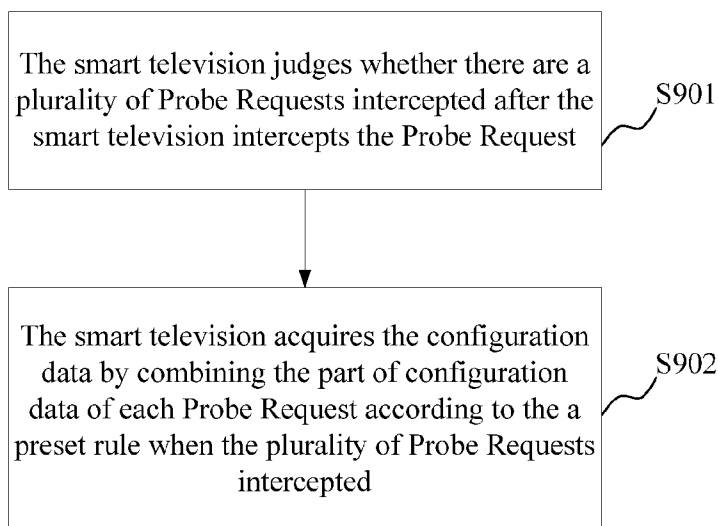 The smart television judges whether there are a
plurality of Probe Requests intercepted after the
smart television intercepts the Probe Request
S901
The smart television acquires the configuration
data by combining the part of configuration
data of each Probe Request according to the a
preset rule when the plurality of Probe Requests
intercepted
S902